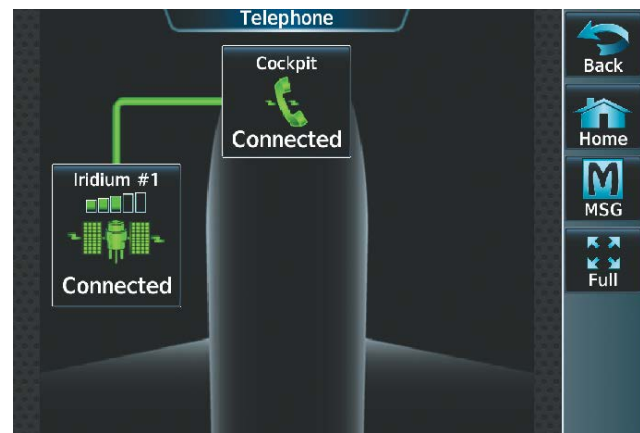 Telephone
Cockpit
Connected
Iridium #1
Connected
Back
Home
MSG
Full